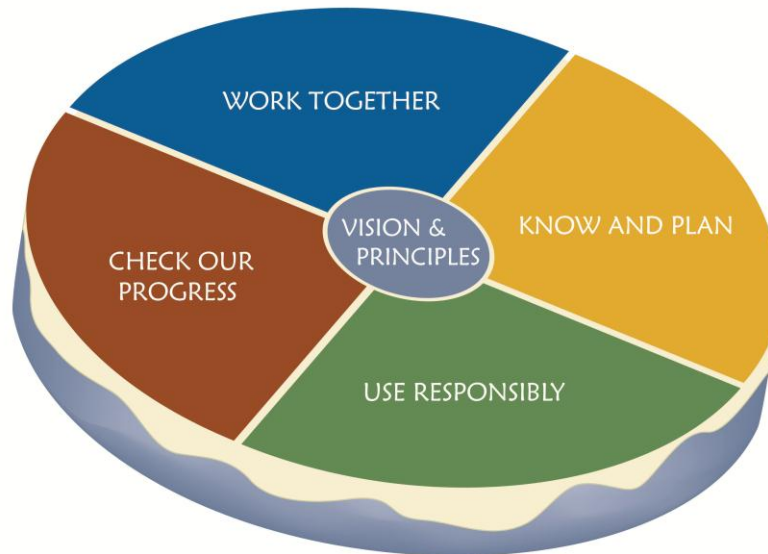 WORK TOGETHER
KNOW AND PLAN
VISION &
PRINCIPLES
CHECK OUR
PROGRESS
USE RESPONSIBLY